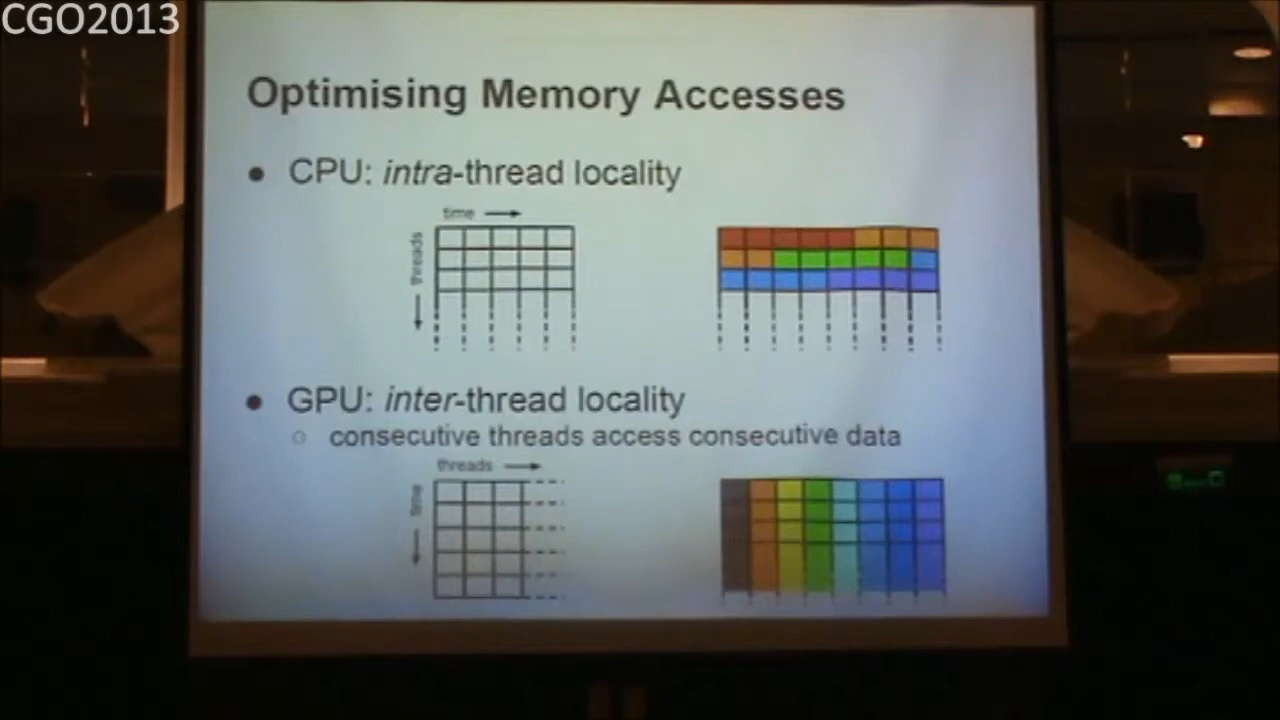 CGO2013
Optimising Memory Accesses
● CPU: intra-thread locality
time
threads
● GPU: inter-thread locality
○ consecutive threads access consecutive data
threads
time